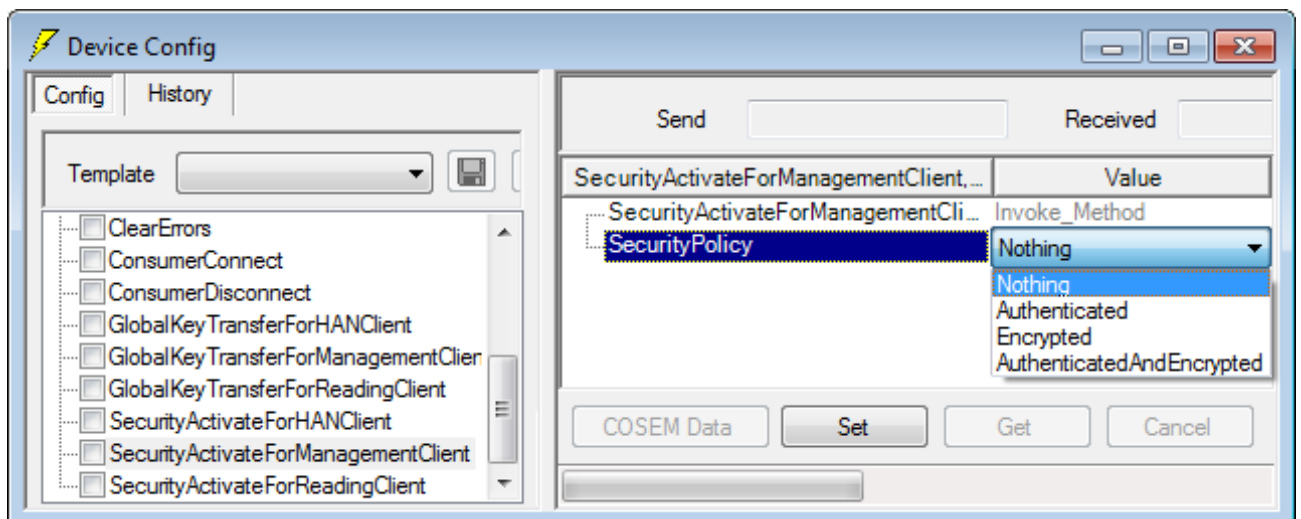 Device Config
Config
History
Template
ClearErrors
ConsumerConnect
ConsumerDisconnect
GlobalKeyTransferForHANClient
GlobalKeyTransferForManagementClien
GlobalKeyTransferForReadingClient
SecurityActivateForHANClient
SecurityActivateForManagementClient
SecurityActivateForReadingClient
Send
Received
SecurityActivateForManagementClient,...
Value
SecurityActivateForManagementCli...
Invoke_Method
SecurityPolicy
Nothing
Nothing
Authenticated
Encrypted
AuthenticatedAndEncrypted
COSEM Data
Set
Get
Cancel